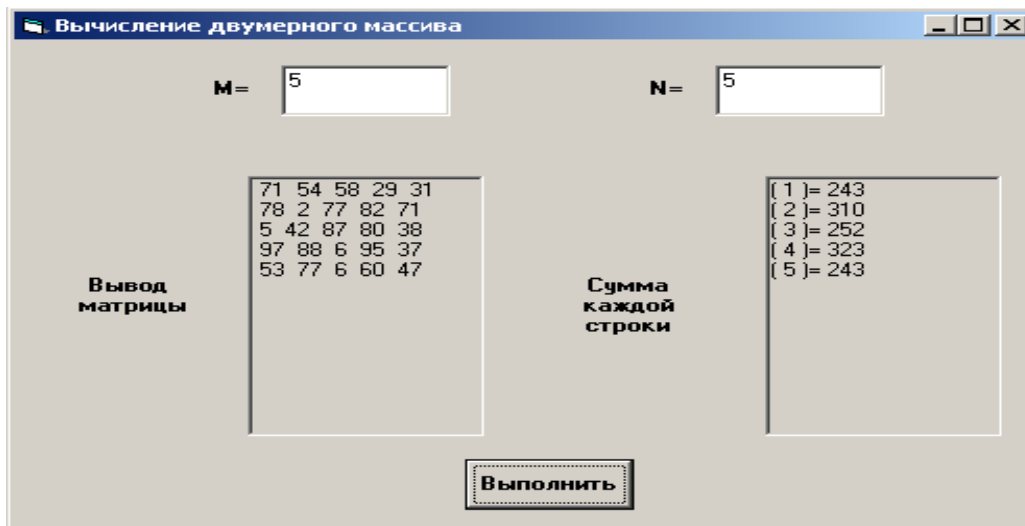 Вычисление двумерного массива
M= 5
N= 5
Вывод
матрицы
71 54 58 29 31
78 2 77 82 71
5 42 87 80 38
97 88 6 95 37
53 77 6 60 47
Сумма
каждой
строки
( 1 )= 243
( 2 )= 310
( 3 )= 252
( 4 )= 323
( 5 )= 243
Выполнить